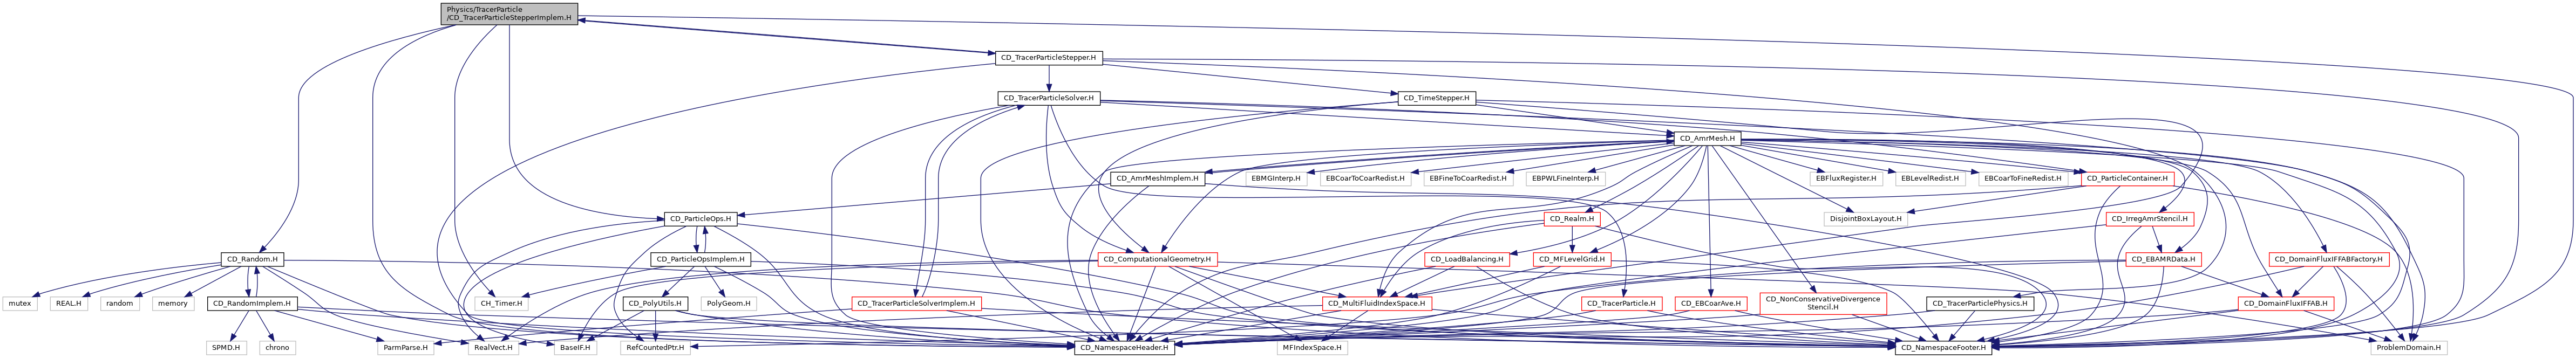 Physics/TracerParticle
/CD_TracerParticleStepperImplem.H
CD_TracerParticleStepper.H
CD_TracerParticleSolver.H
CD_TimeStepper.H
CD_AmrMesh.H
CD_AmrMeshImplem.H
EBMGInterp.H
EBCoarToCoarRedist.H
EBFineToCoarRedist.H
EBPWLFineInterp.H
EBFluxRegister.H
EBLevelRedist.H
EBCoarToFineRedist.H
CD_ParticleContainer.H
CD_ParticleOps.H
CD_Realm.H
DisjointBoxLayout.H
CD_IrregAmrStencil.H
CD_Random.H
CD_ParticleOpsImplem.H
CD_ComputationalGeometry.H
CD_LoadBalancing.H
CD_MFLevelGrid.H
CD_EBAMRData.H
CD_DomainFluxIFFABFactory.H
mutex
REAL.H
random
memory
CD_RandomImplem.H
CH_Timer.H
CD_PolyUtils.H
PolyGeom.H
CD_TracerParticleSolverImplem.H
CD_MultiFluidIndexSpace.H
CD_TracerParticle.H
CD_EBCoarAve.H
CD_NonConservativeDivergence
Stencil.H
CD_TracerParticlePhysics.H
CD_DomainFluxIFFAB.H
SPMD.H
chrono
ParmParse.H
RealVect.H
BaseIF.H
RefCountedPtr.H
CD_NamespaceHeader.H
MFIndexSpace.H
CD_NamespaceFooter.H
ProblemDomain.H